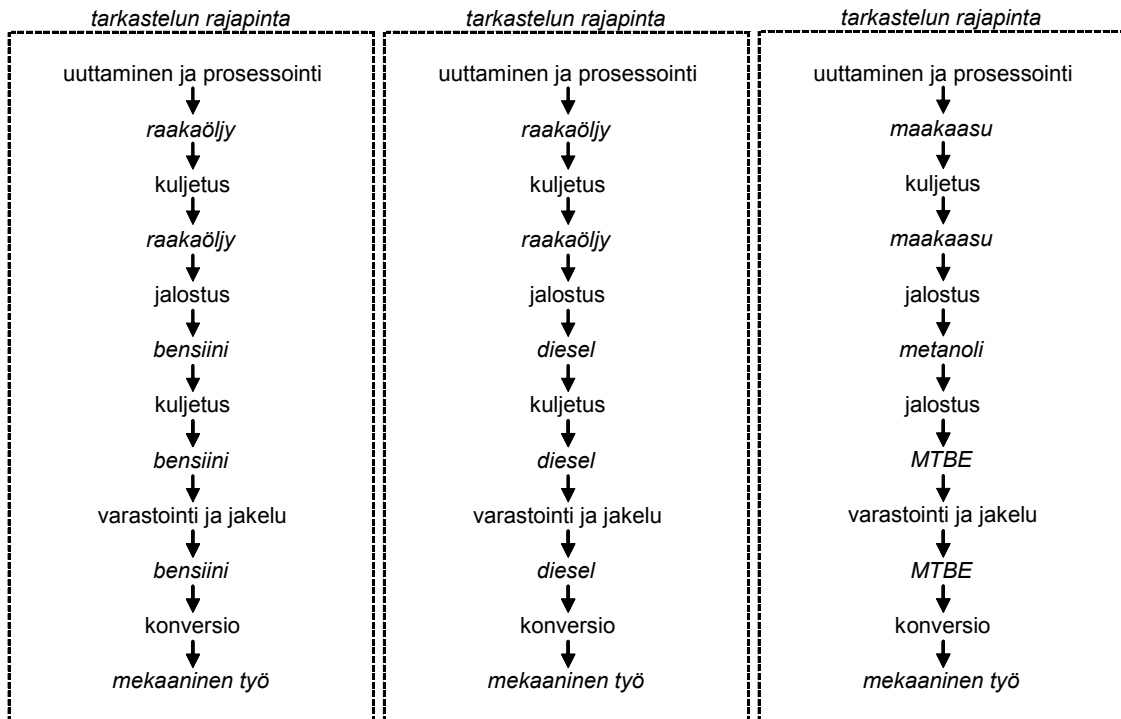 tarkastelun rajapinta
uuttaminen ja prosessointi
raakaöljy
kuljetus
raakaöljy
jalostus
bensiini
kuljetus
bensiini
varastointi ja jakelu
bensiini
konversio
mekaaninen työ
tarkastelun rajapinta
uuttaminen ja prosessointi
raakaöljy
kuljetus
raakaöljy
jalostus
diesel
kuljetus
diesel
varastointi ja jakelu
diesel
konversio
mekaaninen työ
tarkastelun rajapinta
uuttaminen ja prosessointi
maakaasu
kuljetus
maakaasu
jalostus
metanoli
jalostus
MTBE
varastointi ja jakelu
MTBE
konversio
mekaaninen työ